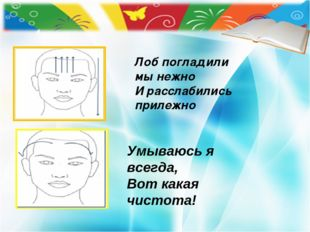 Лоб погладили
мы нежно
И расслабились
прилежно
Умываюсь я
всегда,
Вот какая
чистота!